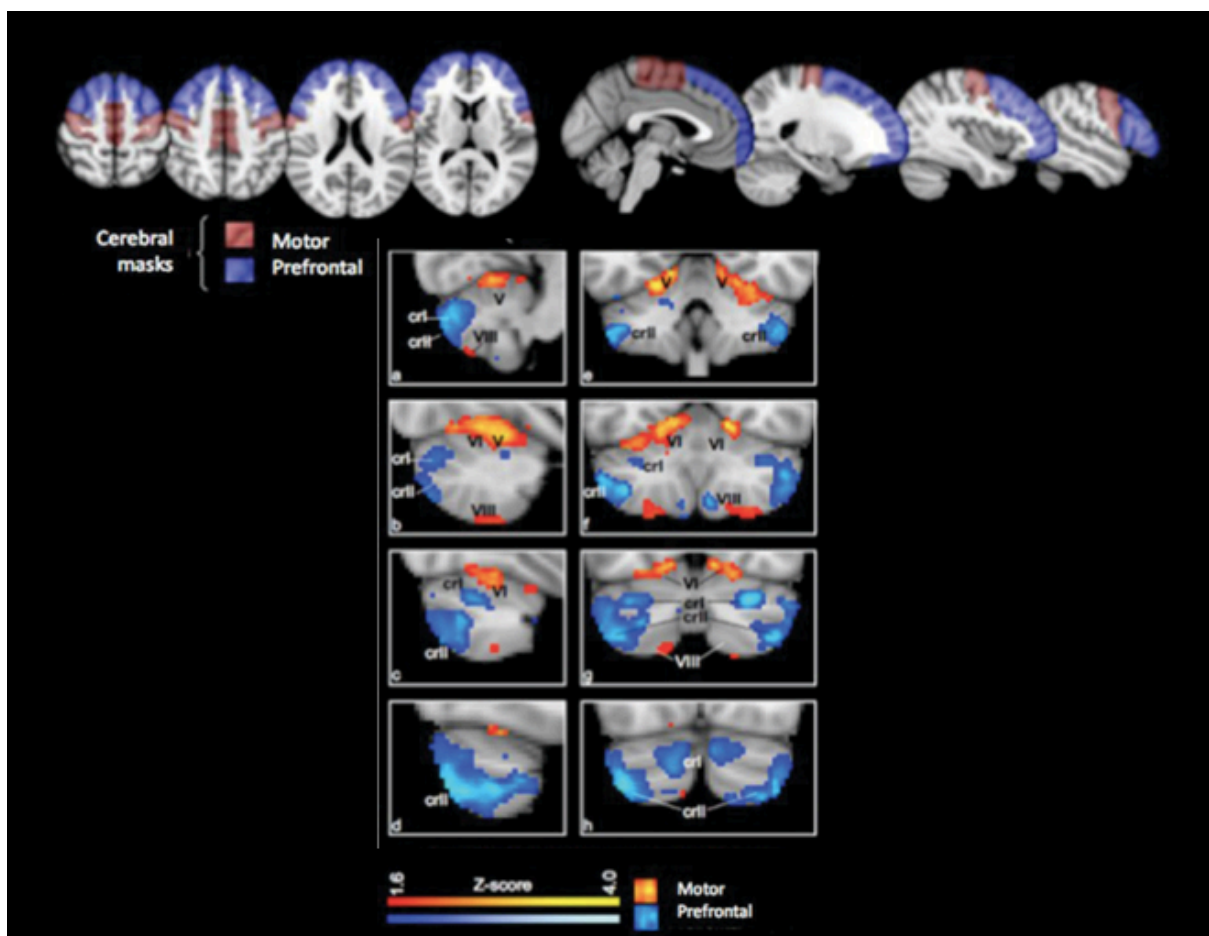 Cerebral
masks
Motor
Prefrontal
V
crI
crII
VIII
a
V V
crII crII
e
VI V
crI
crII
VIII
b
VI VI
crI
crII
VIII
f
crI
VI
crII
c
VI
crI
crII
VIII
g
crII
d
crI
crII
h
1.6 Z-score 4.0
Motor
Prefrontal